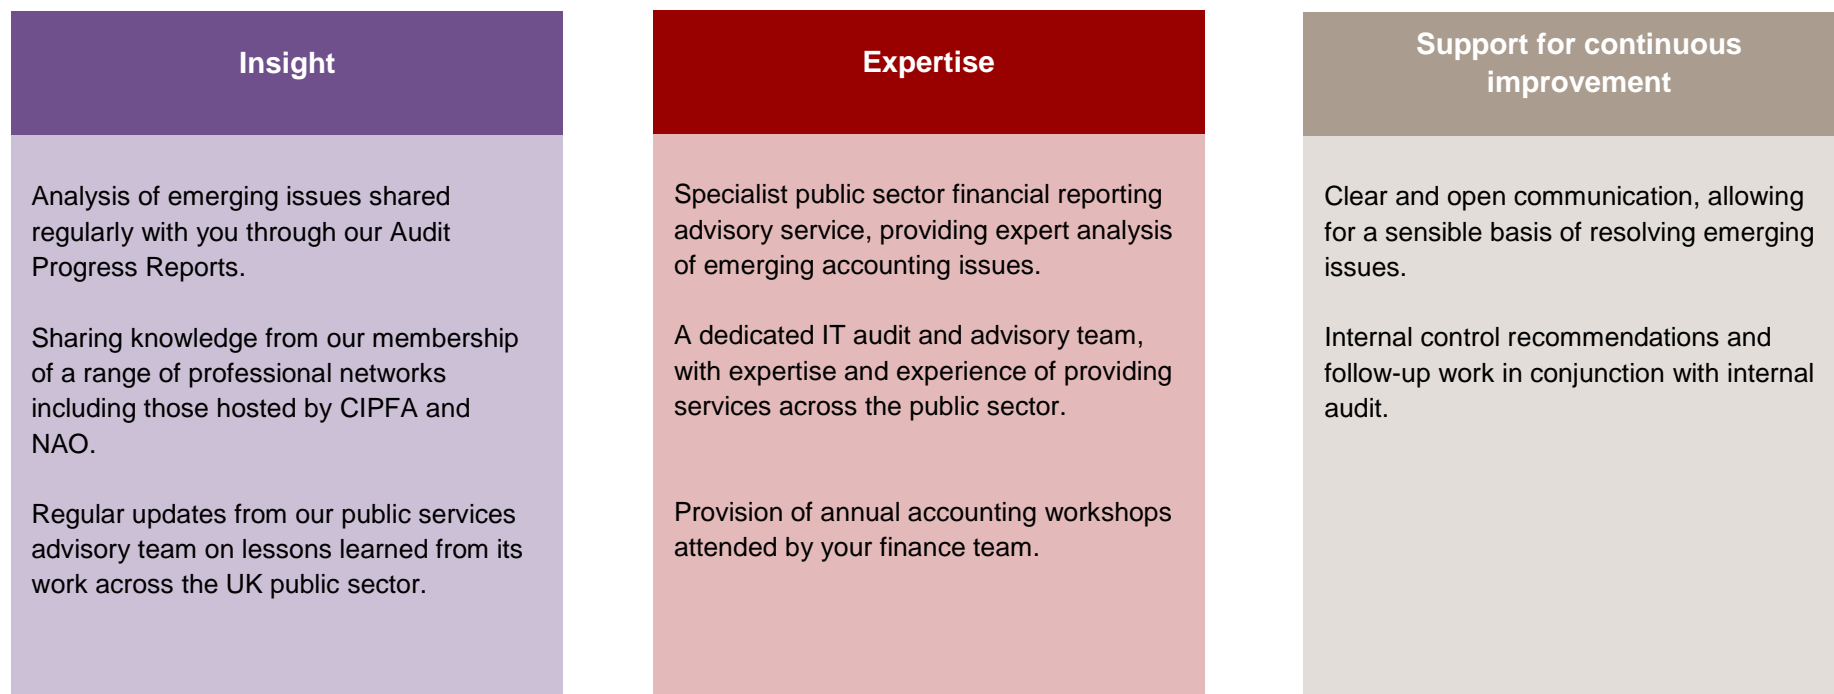 Insight
Analysis of emerging issues shared
regularly with you through our Audit
Progress Reports.
Sharing knowledge from our membership
of a range of professional networks
including those hosted by CIPFA and
NAO.
Regular updates from our public services
advisory team on lessons learned from its
work across the UK public sector.
Expertise
Specialist public sector financial reporting
advisory service, providing expert analysis
of emerging accounting issues.
A dedicated IT audit and advisory team,
with expertise and experience of providing
services across the public sector.
Provision of annual accounting workshops
attended by your finance team.
Support for continuous
improvement
Clear and open communication, allowing
for a sensible basis of resolving emerging
issues.
Internal control recommendations and
follow-up work in conjunction with internal
audit.